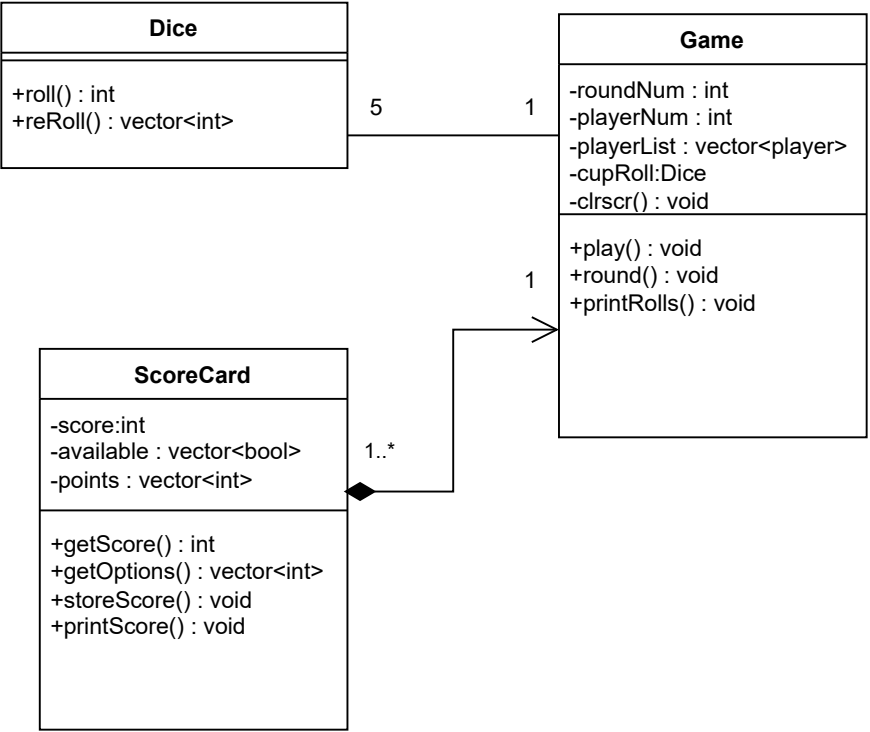 Dice
+roll() : int
+reRoll() : vector<int>
5
1
Game
-roundNum : int
-playerNum : int
-playerList : vector<player>
-cupRoll:Dice
-clrscr() : void
+play() : void
+round() : void
+printRolls() : void
1
ScoreCard
-score:int
-available : vector<bool>
-points : vector<int>
1..*
+getScore() : int
+getOptions() : vector<int>
+storeScore() : void
+printScore() : void